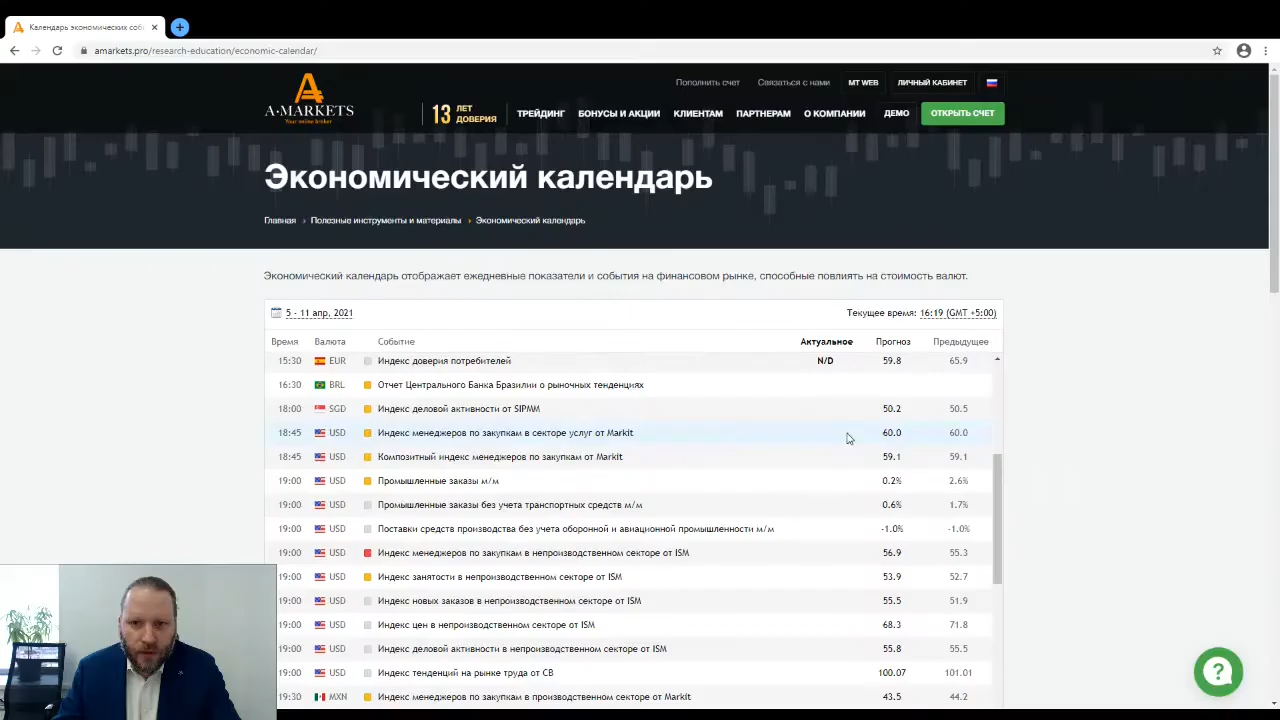 Календарь экономических соб
amarkets.pro/research-education/economic-calendar/
Пополнить счет Связаться с нами MT WEB ЛИЧНЫЙ КАБИНЕТ
A·MARKETS
Your online broker
13 ЛЕТ ДОВЕРИЯ
ТРЕЙДИНГ БОНУСЫ И АКЦИИ КЛИЕНТАМ ПАРТНЕРАМ О КОМПАНИИ ДЕМО ОТКРЫТЬ СЧЕТ
Экономический календарь
Главная › Полезные инструменты и материалы › Экономический календарь
Экономический календарь отображает ежедневные показатели и события на финансовом рынке, способные повлиять на стоимость валют.
5 - 11 апр, 2021 Текущее время: 16:19 (GMT +5:00)
Время Валюта Событие Актуальное Прогноз Предыдущее
15:30 EUR Индекс доверия потребителей N/D 59.8 65.9
16:30 BRL Отчет Центрального Банка Бразилии о рыночных тенденциях
18:00 SGD Индекс деловой активности от SIPMM 50.2 50.5
18:45 USD Индекс менеджеров по закупкам в секторе услуг от Markit 60.0 60.0
18:45 USD Композитный индекс менеджеров по закупкам от Markit 59.1 59.1
19:00 USD Промышленные заказы м/м 0.2% 2.6%
19:00 USD Промышленные заказы без учета транспортных средств м/м 0.6% 1.7%
19:00 USD Поставки средств производства без учета оборонной и авиационной промышленности м/м -1.0% -1.0%
19:00 USD Индекс менеджеров по закупкам в непроизводственном секторе от ISM 56.9 55.3
19:00 USD Индекс занятости в непроизводственном секторе от ISM 53.9 52.7
19:00 USD Индекс новых заказов в непроизводственном секторе от ISM 55.5 51.9
19:00 USD Индекс цен в непроизводственном секторе от ISM 68.3 71.8
19:00 USD Индекс деловой активности в непроизводственном секторе от ISM 55.8 55.5
19:00 USD Индекс тенденций на рынке труда от CB 100.07 101.01
19:30 MXN Индекс менеджеров по закупкам в производственном секторе от Markit 43.5 44.2